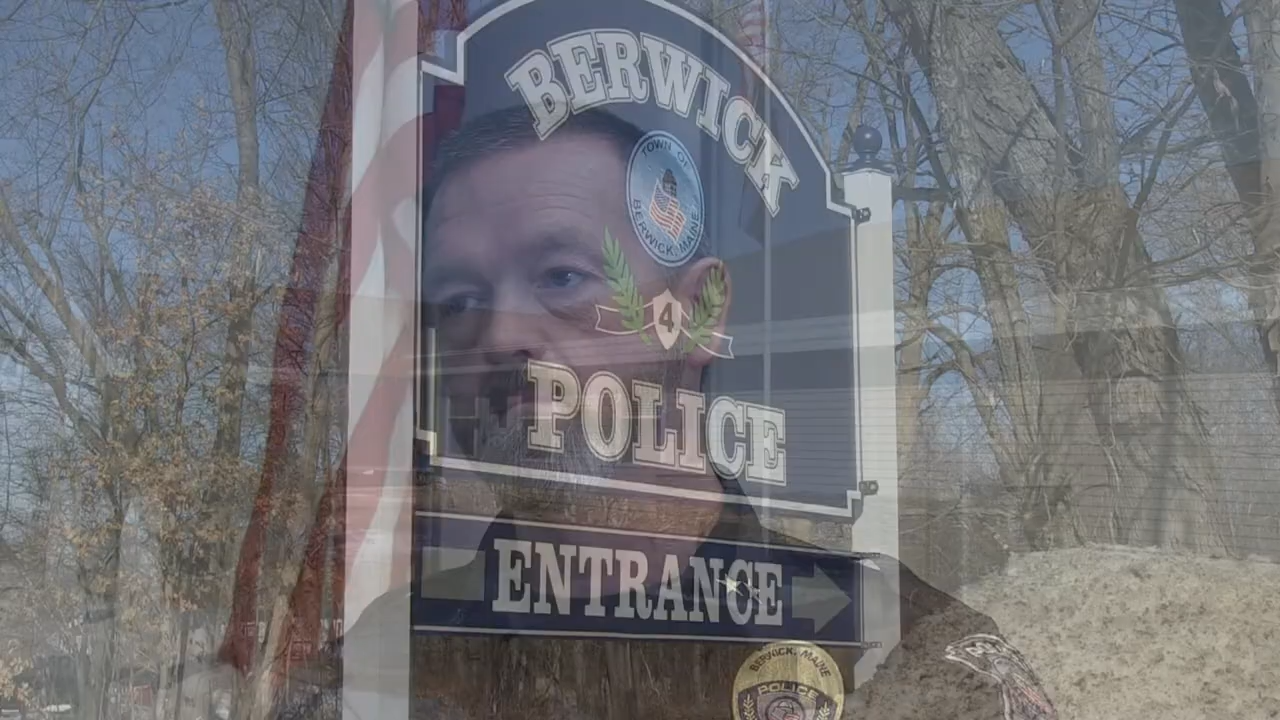 BERWICK
TOWN OF
BERWICK, MAINE
4
POLICE
ENTRANCE
BERWICK, MAINE
POLICE